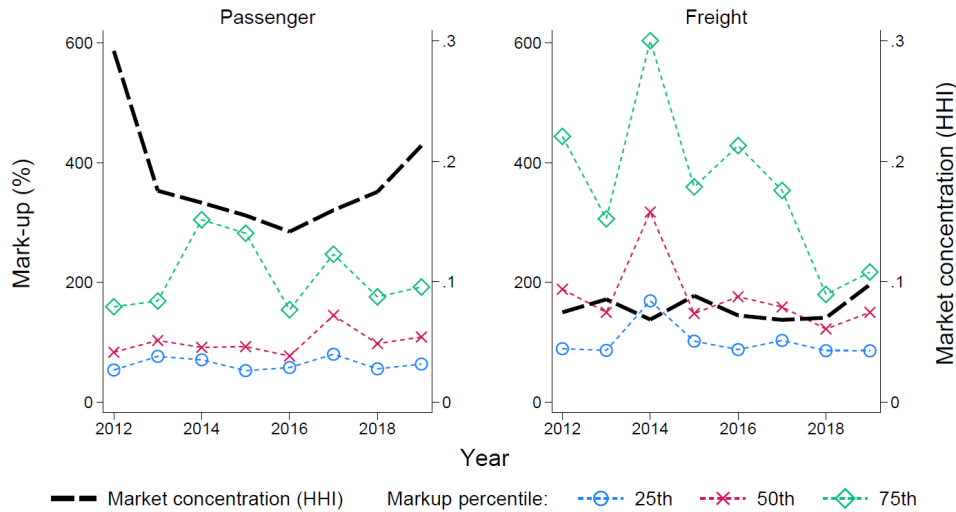 Passenger
Freight
600
400
200
0
.3
.2
.1
0
600
400
200
0
.3
.2
.1
0
Mark-up (%)
Market concentration (HHI)
2012 2014 2016 2018
2012 2014 2016 2018
Year
Market concentration (HHI) Markup percentile: 25th 50th 75th